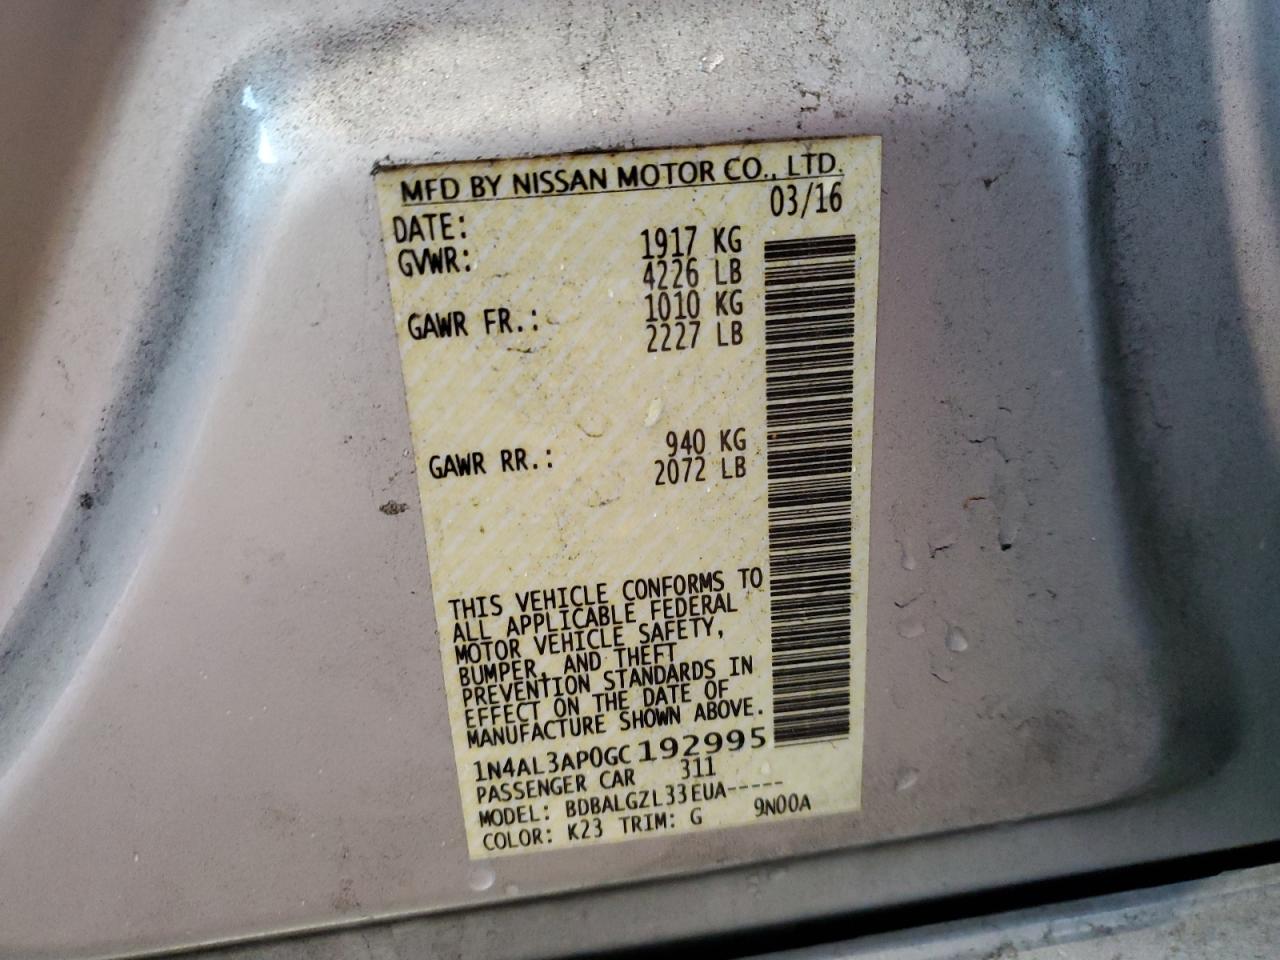 MFD BY NISSAN MOTOR CO., LTD.
DATE: 03/16
GVWR: 1917 KG
4226 LB
GAWR FR.: 1010 KG
2227 LB
GAWR RR.: 940 KG
2072 LB
THIS VEHICLE CONFORMS TO
ALL APPLICABLE FEDERAL
MOTOR VEHICLE SAFETY,
BUMPER, AND THEFT
PREVENTION STANDARDS IN
EFFECT ON THE DATE OF
MANUFACTURE SHOWN ABOVE.
1N4AL3AP0GC192995
PASSENGER CAR 311
MODEL: BDBALGZL33EUA-----
COLOR: K23 TRIM: G 9N00A